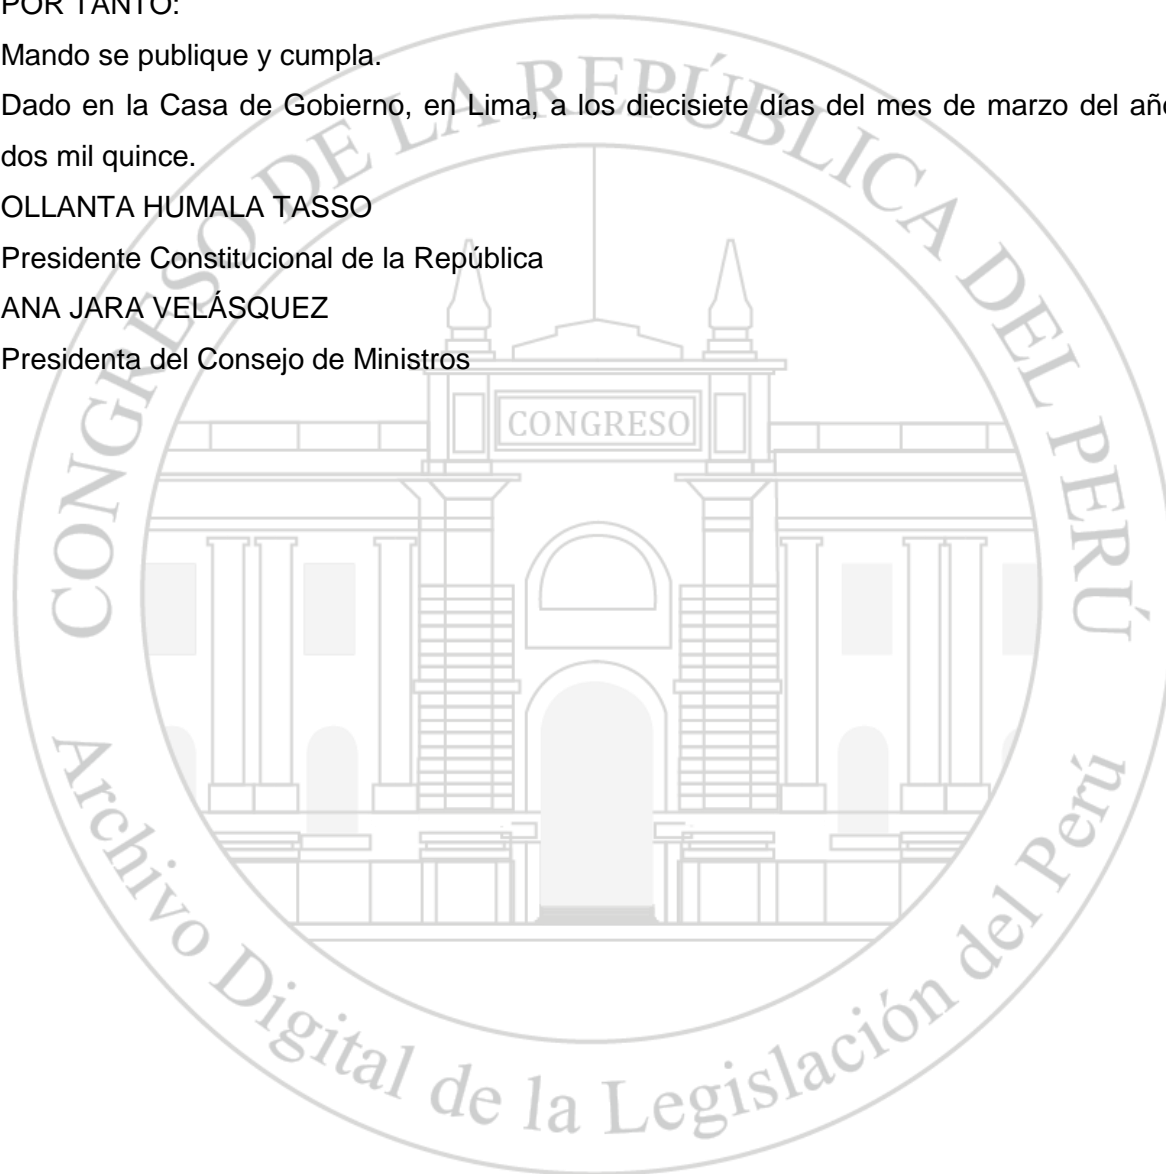 POR TANTO:
Mando se publique y cumpla.
Dado en la Casa de Gobierno, en Lima, a los diecisiete días del mes de marzo del año
dos mil quince.
OLLANTA HUMALA TASSO
Presidente Constitucional de la República
ANA JARA VELÁSQUEZ
Presidenta del Consejo de Ministros
CONGRESO DE LA REPÚBLICA DEL PERÚ
CONGRESO
Archivo Digital de la Legislación del Perú